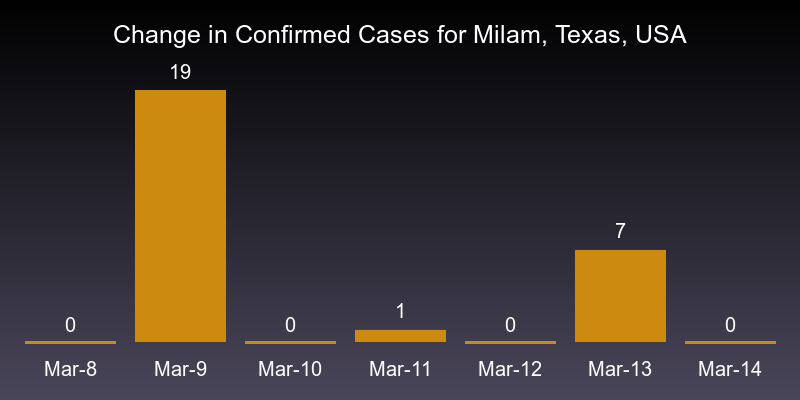 Change in Confirmed Cases for Milam, Texas, USA
19
7
1
0 0 0 0
Mar-8 Mar-9 Mar-10 Mar-11 Mar-12 Mar-13 Mar-14